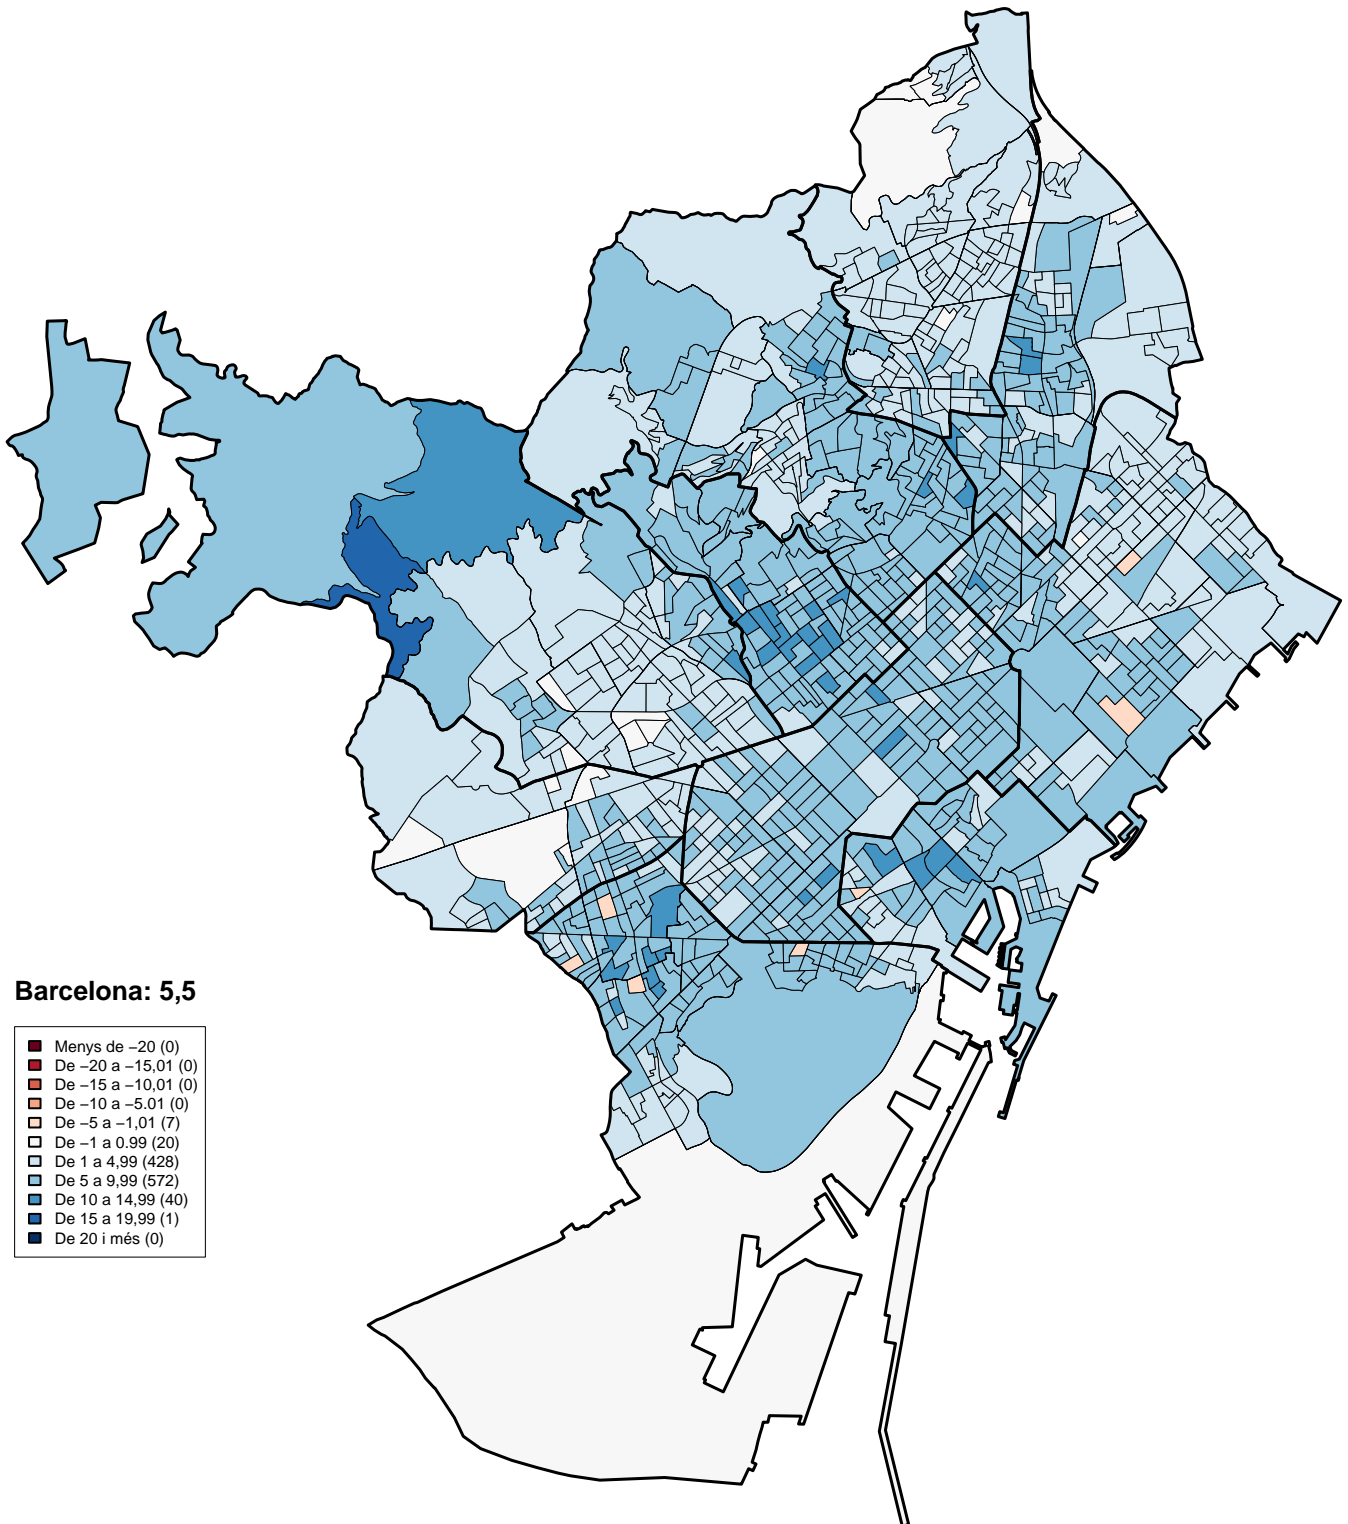 Barcelona: 5,5
Menys de −20 (0)
De −20 a −15,01 (0)
De −15 a −10,01 (0)
De −10 a −5.01 (0)
De −5 a −1,01 (7)
De −1 a 0.99 (20)
De 1 a 4,99 (428)
De 5 a 9,99 (572)
De 10 a 14,99 (40)
De 15 a 19,99 (1)
De 20 i més (0)